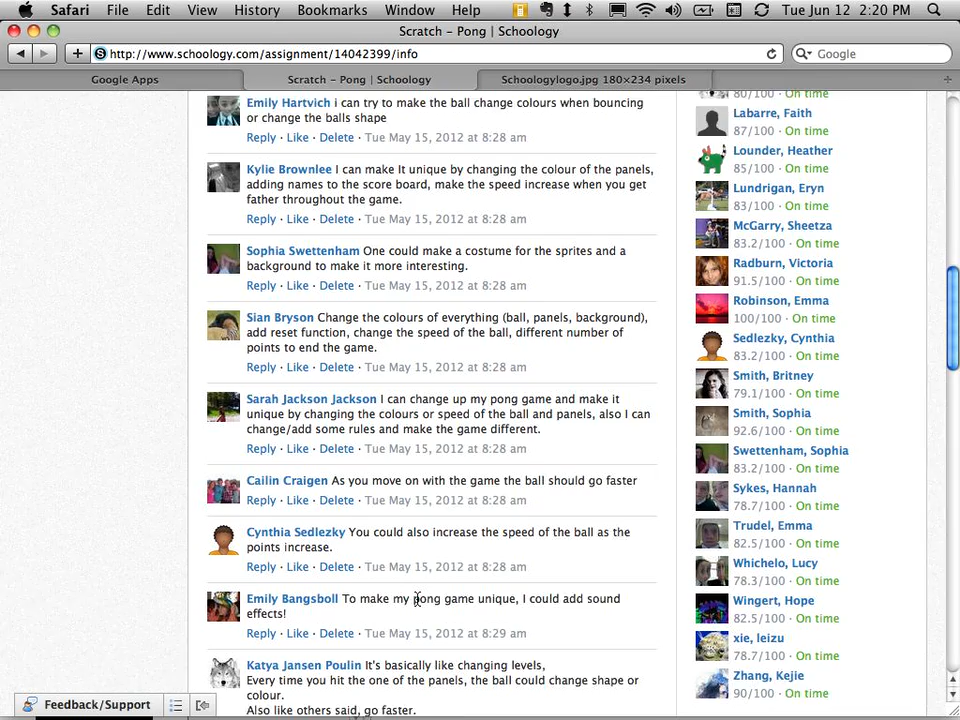 Safari File Edit View History Bookmarks Window Help Tue Jun 12 2:20 PM
Scratch – Pong | Schoology
http://www.schoology.com/assignment/14042399/info
Google
Google Apps
Scratch – Pong | Schoology
Schoologylogo.jpg 180×234 pixels
Emily Hartvich i can try to make the ball change colours when bouncing
or change the balls shape
Reply · Like · Delete · Tue May 15, 2012 at 8:28 am
Kylie Brownlee I can make It unique by changing the colour of the panels,
adding names to the score board, make the speed increase when you get
father throughout the game.
Reply · Like · Delete · Tue May 15, 2012 at 8:28 am
Sophia Swettenham One could make a costume for the sprites and a
background to make it more interesting.
Reply · Like · Delete · Tue May 15, 2012 at 8:28 am
Sian Bryson Change the colours of everything (ball, panels, background),
add reset function, change the speed of the ball, different number of
points to end the game.
Reply · Like · Delete · Tue May 15, 2012 at 8:28 am
Sarah Jackson Jackson I can change up my pong game and make it
unique by changing the colours or speed of the ball and panels, also I can
change/add some rules and make the game different.
Reply · Like · Delete · Tue May 15, 2012 at 8:28 am
Cailin Craigen As you move on with the game the ball should go faster
Reply · Like · Delete · Tue May 15, 2012 at 8:28 am
Cynthia Sedlezky You could also increase the speed of the ball as the
points increase.
Reply · Like · Delete · Tue May 15, 2012 at 8:28 am
Emily Bangsboll To make my pong game unique, I could add sound
effects!
Reply · Like · Delete · Tue May 15, 2012 at 8:29 am
Katya Jansen Poulin It's basically like changing levels,
Every time you hit the one of the panels, the ball could change shape or
colour.
Also like others said, go faster.
80/100 · On time
Labarre, Faith
87/100 · On time
Lounder, Heather
85/100 · On time
Lundrigan, Eryn
83/100 · On time
McGarry, Sheetza
83.2/100 · On time
Radburn, Victoria
91.5/100 · On time
Robinson, Emma
100/100 · On time
Sedlezky, Cynthia
83.2/100 · On time
Smith, Britney
79.1/100 · On time
Smith, Sophia
92.6/100 · On time
Swettenham, Sophia
83.2/100 · On time
Sykes, Hannah
78.7/100 · On time
Trudel, Emma
82.5/100 · On time
Whichelo, Lucy
78.3/100 · On time
Wingert, Hope
82.5/100 · On time
xie, leizu
78.7/100 · On time
Zhang, Kejie
90/100 · On time
Feedback/Support